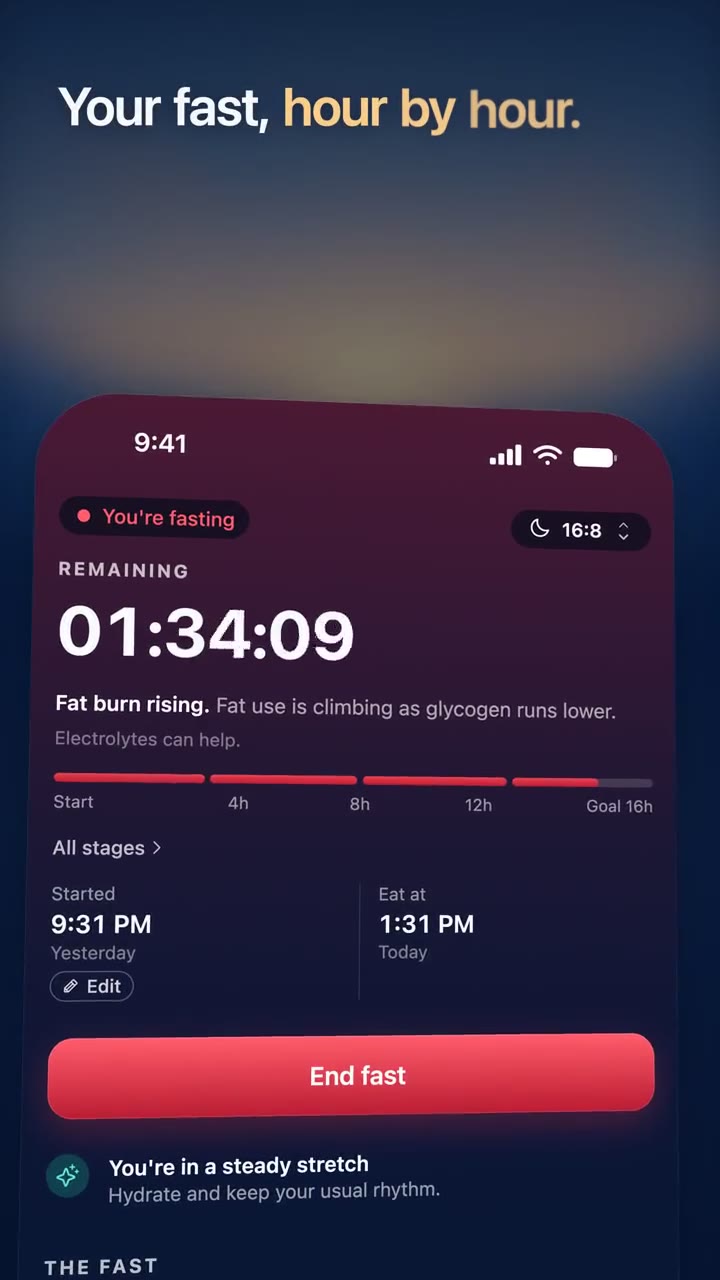 Your fast, hour by hour.
9:41
You're fasting
16:8
REMAINING
01:34:09
Fat burn rising. Fat use is climbing as glycogen runs lower.
Electrolytes can help.
Start 4h 8h 12h Goal 16h
All stages
Started
9:31 PM
Yesterday
Edit
Eat at
1:31 PM
Today
End fast
You're in a steady stretch
Hydrate and keep your usual rhythm.
THE FAST